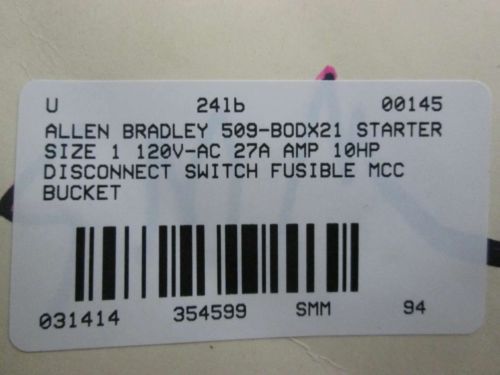 U 24lb 00145
ALLEN BRADLEY 509-BODX21 STARTER
SIZE 1 120V-AC 27A AMP 10HP
DISCONNECT SWITCH FUSIBLE MCC
BUCKET
031414 354599 SMM 94